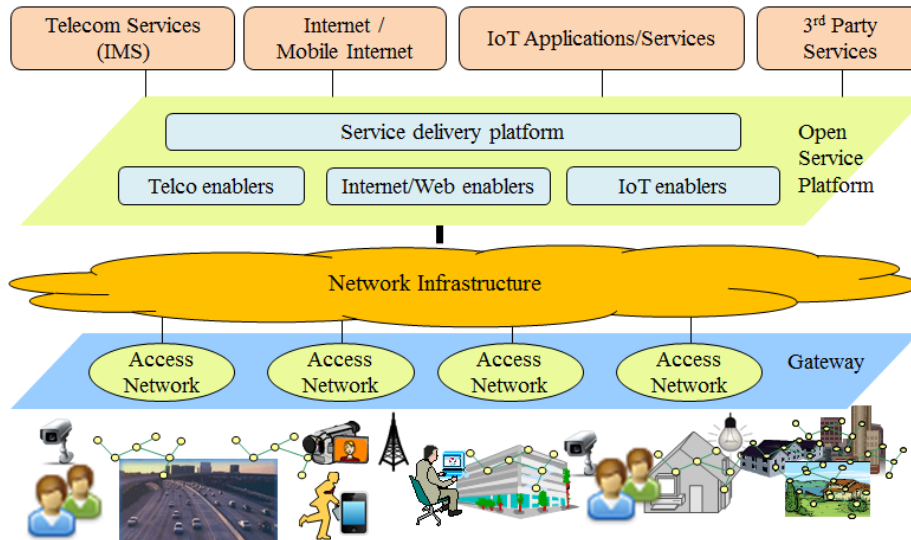 Telecom Services
(IMS)
Internet /
Mobile Internet
IoT Applications/Services
3rd Party
Services
Service delivery platform
Open
Service
Platform
Telco enablers
Internet/Web enablers
IoT enablers
Network Infrastructure
Access
Network
Access
Network
Access
Network
Access
Network
Gateway